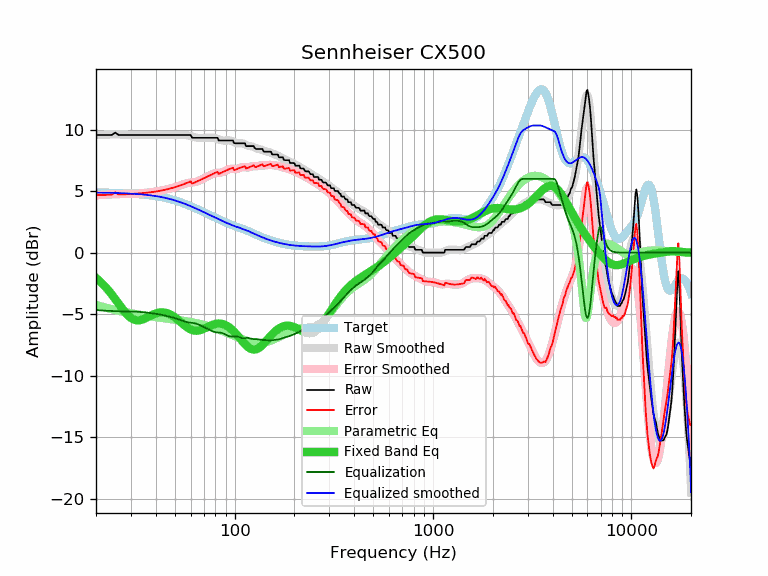 Sennheiser CX500
Amplitude (dBr)
10
5
0
−5
−10
−15
−20
Target
Raw Smoothed
Error Smoothed
Raw
Error
Parametric Eq
Fixed Band Eq
Equalization
Equalized smoothed
100
1000
10000
Frequency (Hz)